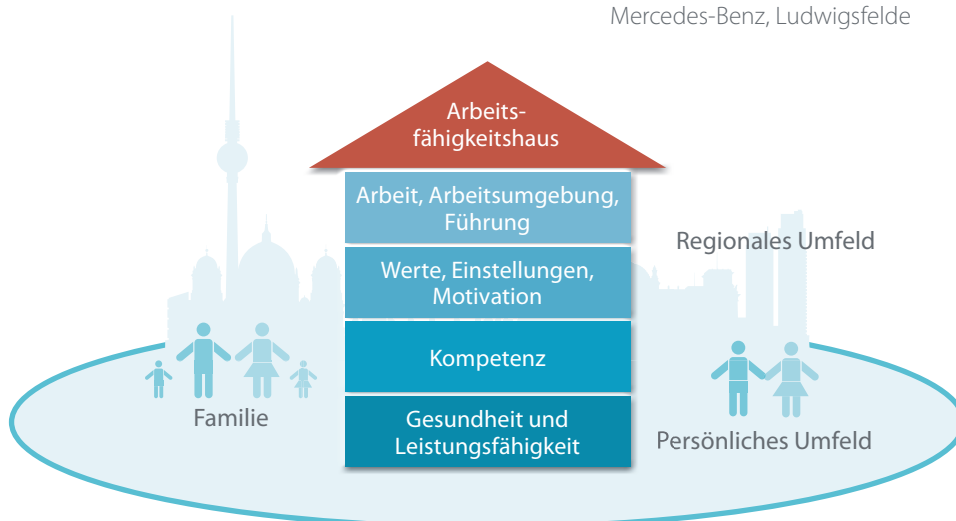 Mercedes-Benz, Ludwigsfelde
Arbeits-
fähigkeitshaus
Arbeit, Arbeitsumgebung,
Führung
Regionales Umfeld
Werte, Einstellungen,
Motivation
Kompetenz
Familie
Gesundheit und
Leistungsfähigkeit
Persönliches Umfeld